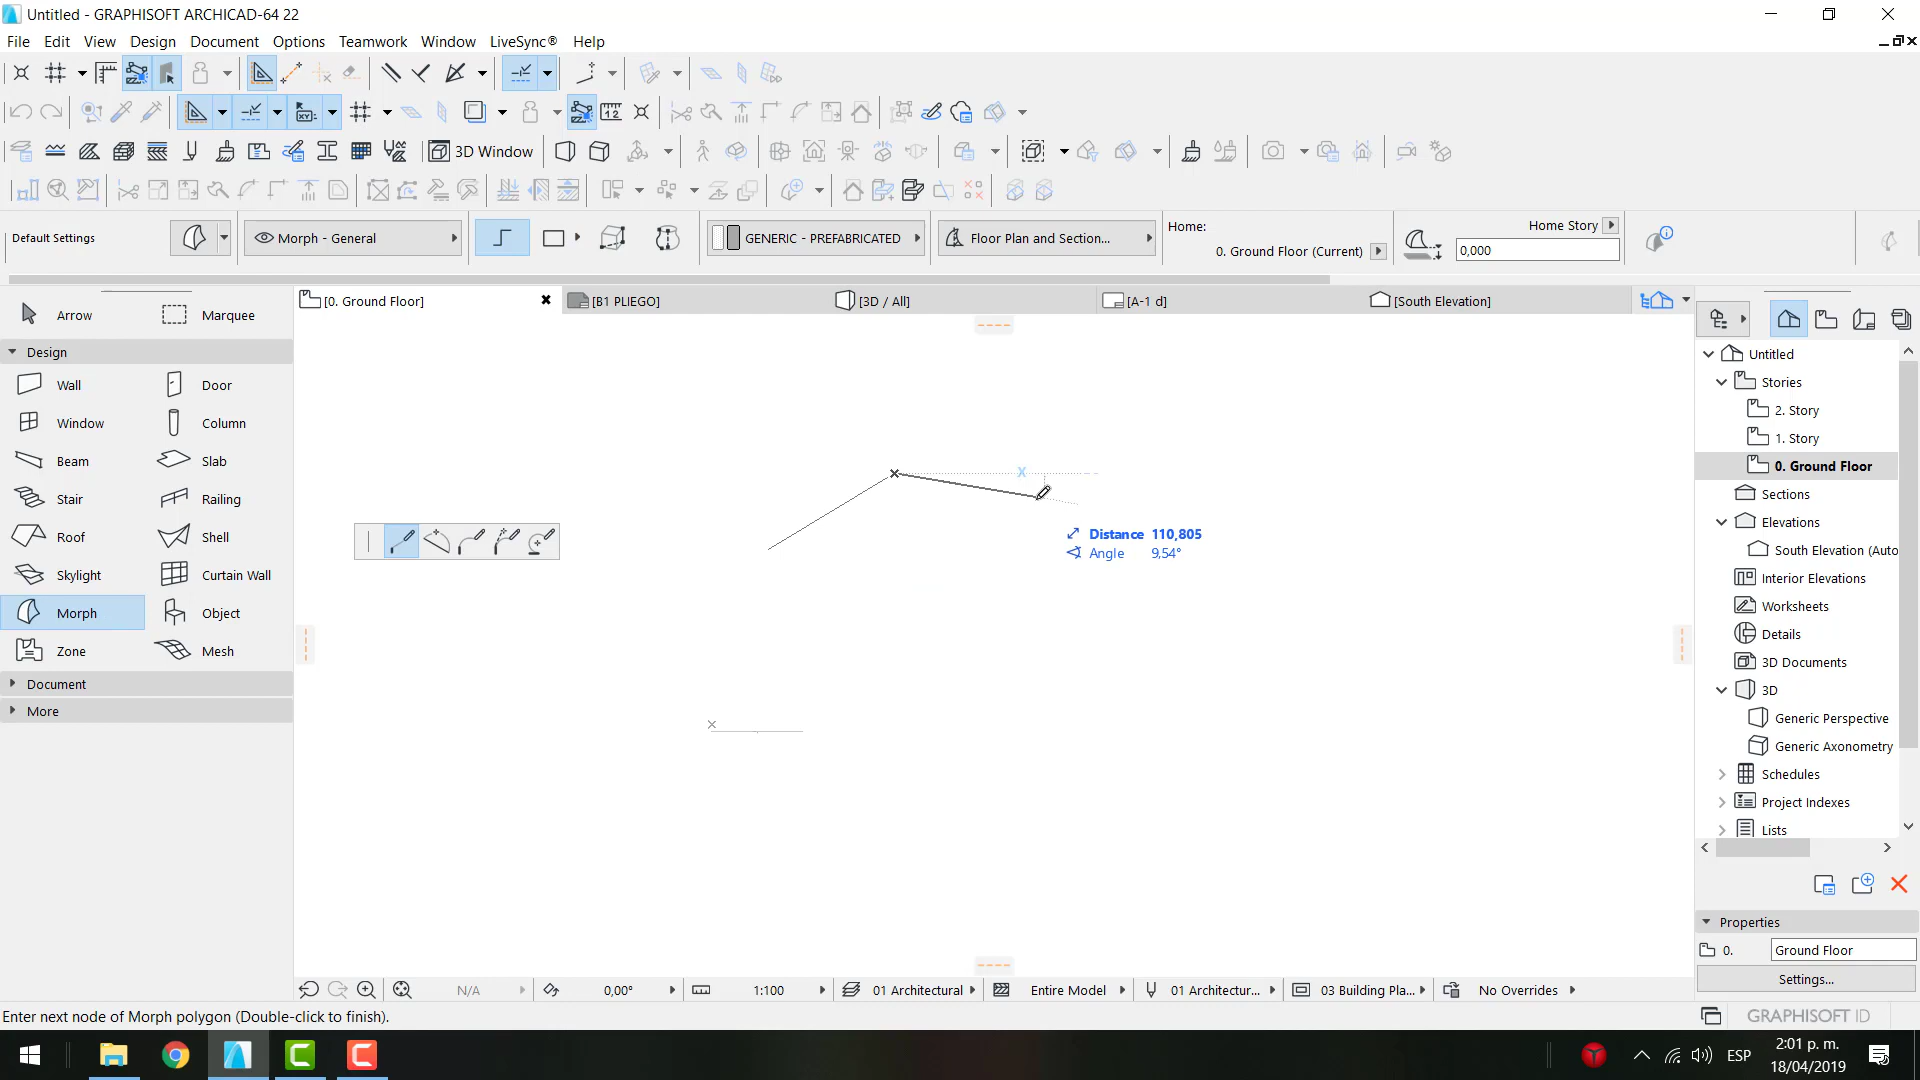 Untitled - GRAPHISOFT ARCHICAD-64 22
File Edit View Design Document Options Teamwork Window LiveSync® Help
XY:
12
3D Window
Default Settings
Morph - General
GENERIC - PREFABRICATED
Floor Plan and Section...
Home:
0. Ground Floor (Current)
Home Story
0,000
Arrow Marquee
[0. Ground Floor] [B1 PLIEGO] [3D / All] [A-1 d] [South Elevation]
Design
Wall Door
Window Column
Beam Slab
Stair Railing
Roof Shell
Skylight Curtain Wall
Morph Object
Zone Mesh
Document
More
Distance 110,805
Angle 9,54°
Untitled
Stories
2. Story
1. Story
0. Ground Floor
Sections
Elevations
South Elevation (Auto
Interior Elevations
Worksheets
Details
3D Documents
3D
Generic Perspective
Generic Axonometry
Schedules
Project Indexes
Lists
Properties
0. Ground Floor
Settings...
N/A 0,00° 1:100 01 Architectural Entire Model 01 Architectur... 03 Building Pla... No Overrides
Enter next node of Morph polygon (Double-click to finish).
GRAPHISOFT ID
ESP
2:01 p. m.
18/04/2019